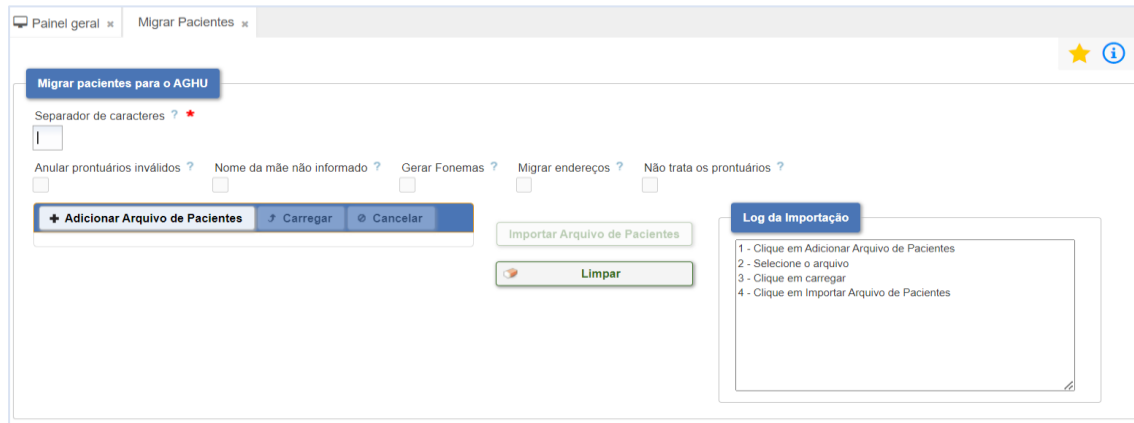 Painel geral
Migrar Pacientes
Migrar pacientes para o AGHU
Separador de caracteres ? *
Anular prontuários inválidos ? Nome da mãe não informado ? Gerar Fonemas ? Migrar endereços ? Não trata os prontuários ?
Adicionar Arquivo de Pacientes Carregar Cancelar
Importar Arquivo de Pacientes
Limpar
Log da Importação
1 - Clique em Adicionar Arquivo de Pacientes
2 - Selecione o arquivo
3 - Clique em carregar
4 - Clique em Importar Arquivo de Pacientes